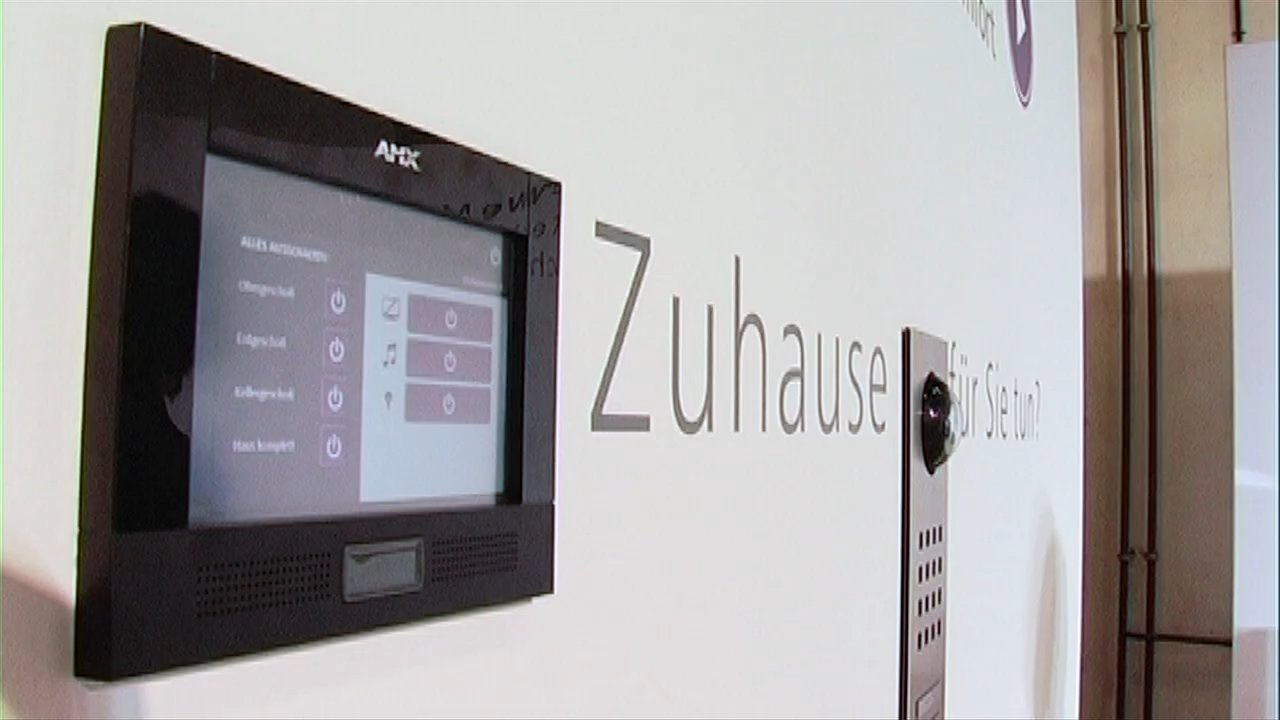 AMX
ALLES AUSSCHALTEN
Obergeschoß
Erdgeschoß
Kellergeschoß
Haus komplett
Zuhause für Sie tun?